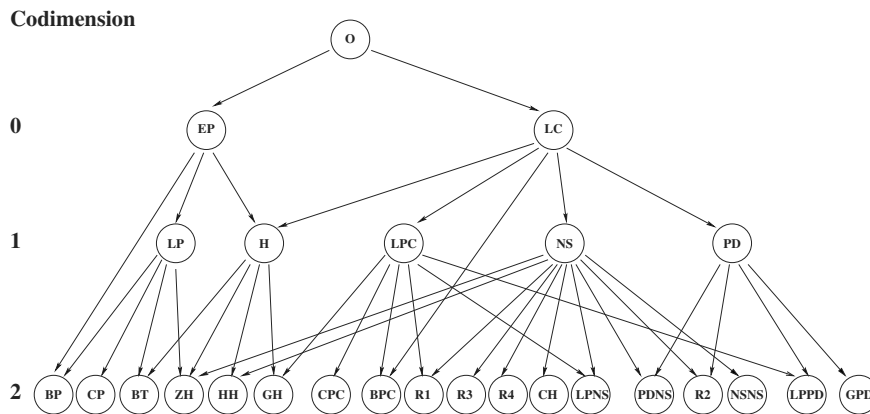 Codimension
O
0 EP LC
1 LP H LPC NS PD
2 BP CP BT ZH HH GH CPC BPC R1 R3 R4 CH LPNS PDNS R2 NSNS LPPD GPD